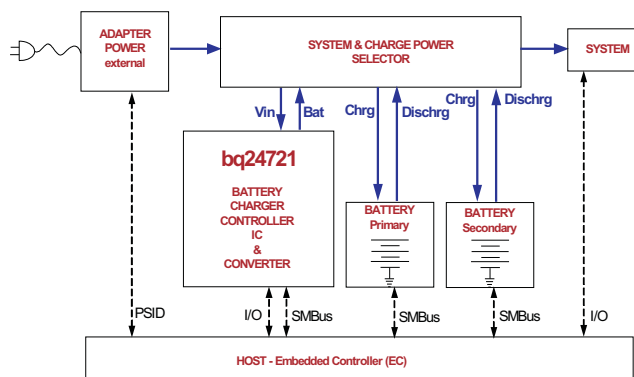 ADAPTER
POWER
external
SYSTEM & CHARGE POWER
SELECTOR
SYSTEM
Vin
Bat
Chrg
Dischrg
Chrg
Dischrg
bq24721
BATTERY
CHARGER
CONTROLLER
IC
&
CONVERTER
BATTERY
Primary
BATTERY
Secondary
PSID
I/O
SMBus
SMBus
SMBus
I/O
HOST - Embedded Controller (EC)